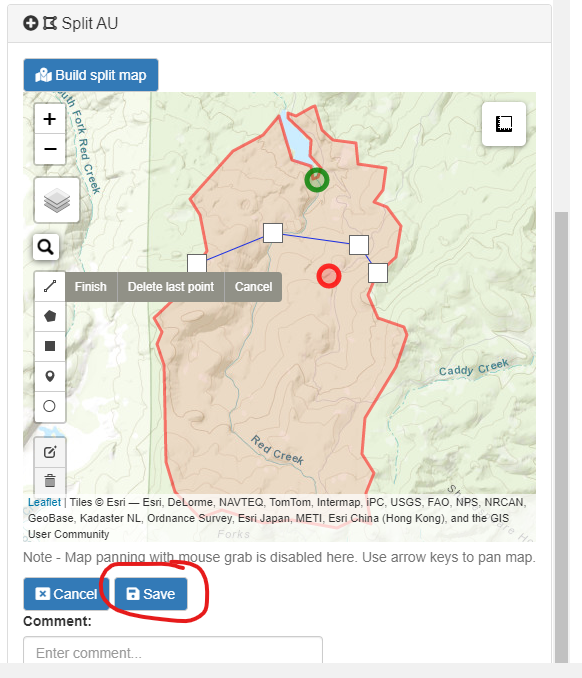 Split AU
Build split map
South Fork Red Creek
+
−
Finish Delete last point Cancel
Caddy Creek
Red Creek
Leaflet | Tiles © Esri — Esri, DeLorme, NAVTEQ, TomTom, Intermap, iPC, USGS, FAO, NPS, NRCAN,
GeoBase, Kadaster NL, Ordnance Survey, Esri Japan, METI, Esri China (Hong Kong), and the GIS
User Community
Forks
Note - Map panning with mouse grab is disabled here. Use arrow keys to pan map.
Cancel Save
Comment:
Enter comment...